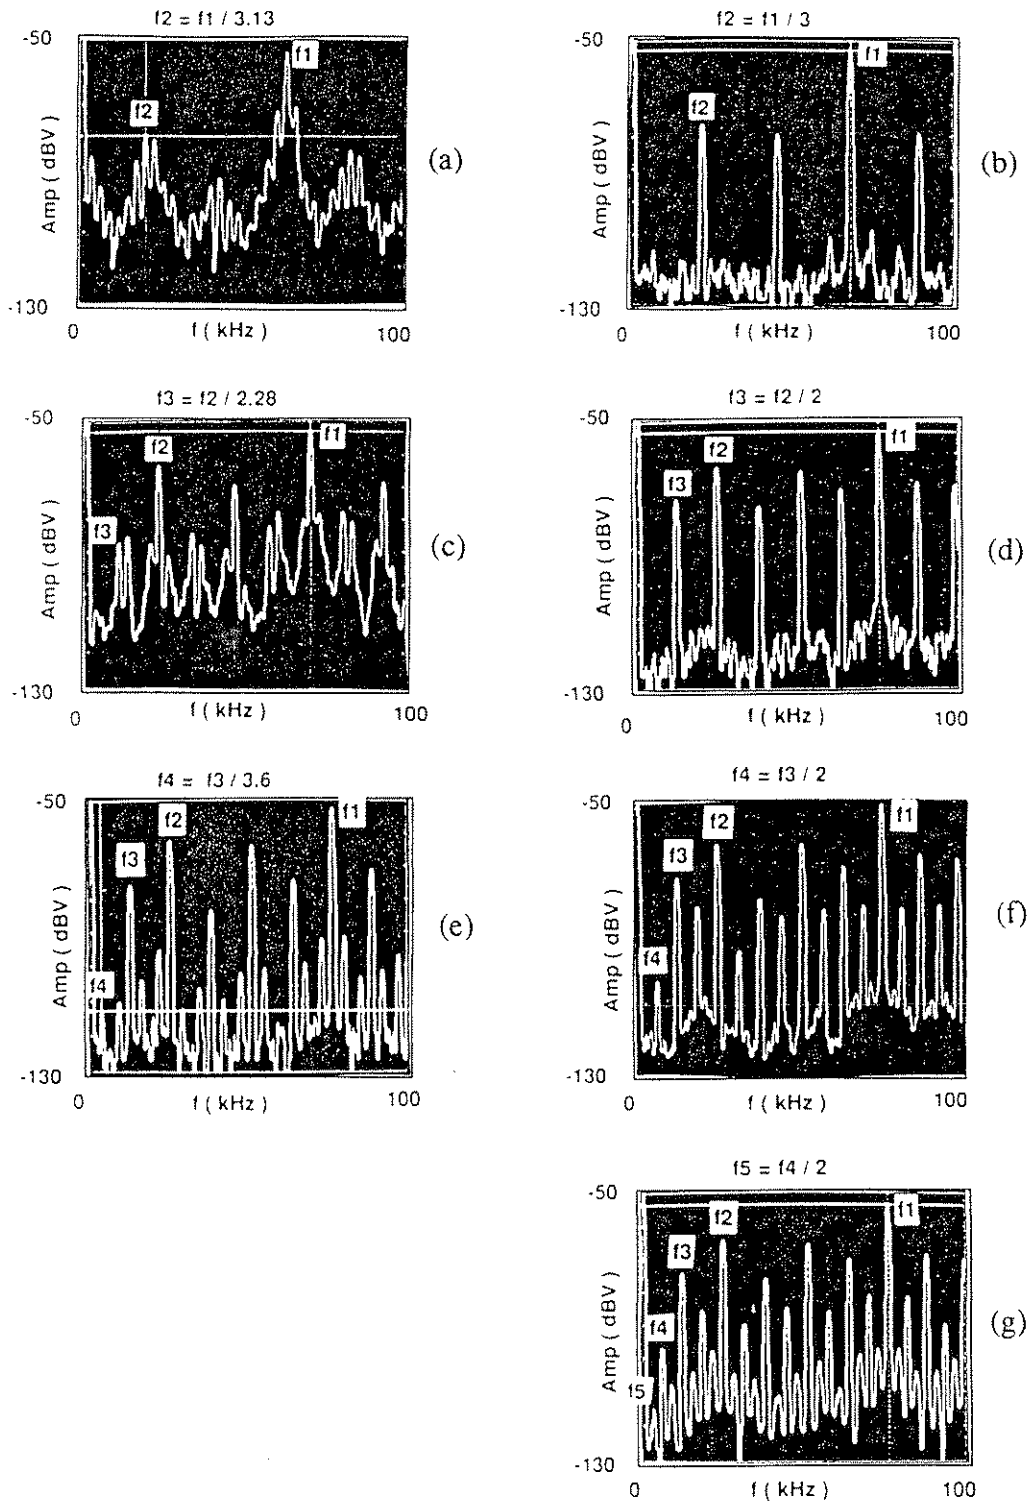 f2 = f1 / 3.13
-50
f1
f2
Amp ( dBV )
-130
0
f ( kHz )
100
(a)
f2 = f1 / 3
-50
f1
f2
Amp ( dBV )
-130
0
f ( kHz )
100
(b)
f3 = f2 / 2.28
-50
f1
f2
f3
Amp ( dBV )
-130
0
f ( kHz )
100
(c)
f3 = f2 / 2
-50
f1
f2
f3
Amp ( dBV )
-130
0
f ( kHz )
100
(d)
f4 = f3 / 3.6
-50
f1
f2
f3
f4
Amp ( dBV )
-130
0
f ( kHz )
100
(e)
f4 = f3 / 2
-50
f1
f2
f3
f4
Amp ( dBV )
-130
0
f ( kHz )
100
(f)
f5 = f4 / 2
-50
f1
f2
f3
f4
f5
Amp ( dBV )
-130
0
f ( kHz )
100
(g)